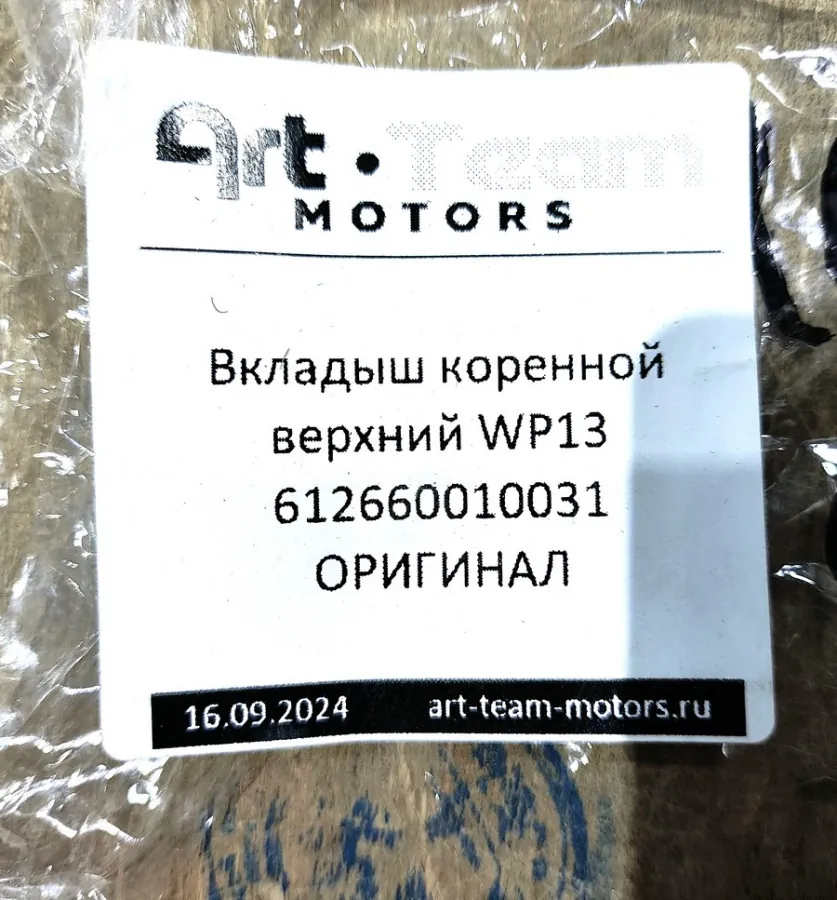 Art·Team
MOTORS
Вкладыш коренной
верхний WP13
612660010031
ОРИГИНАЛ
16.09.2024 art-team-motors.ru